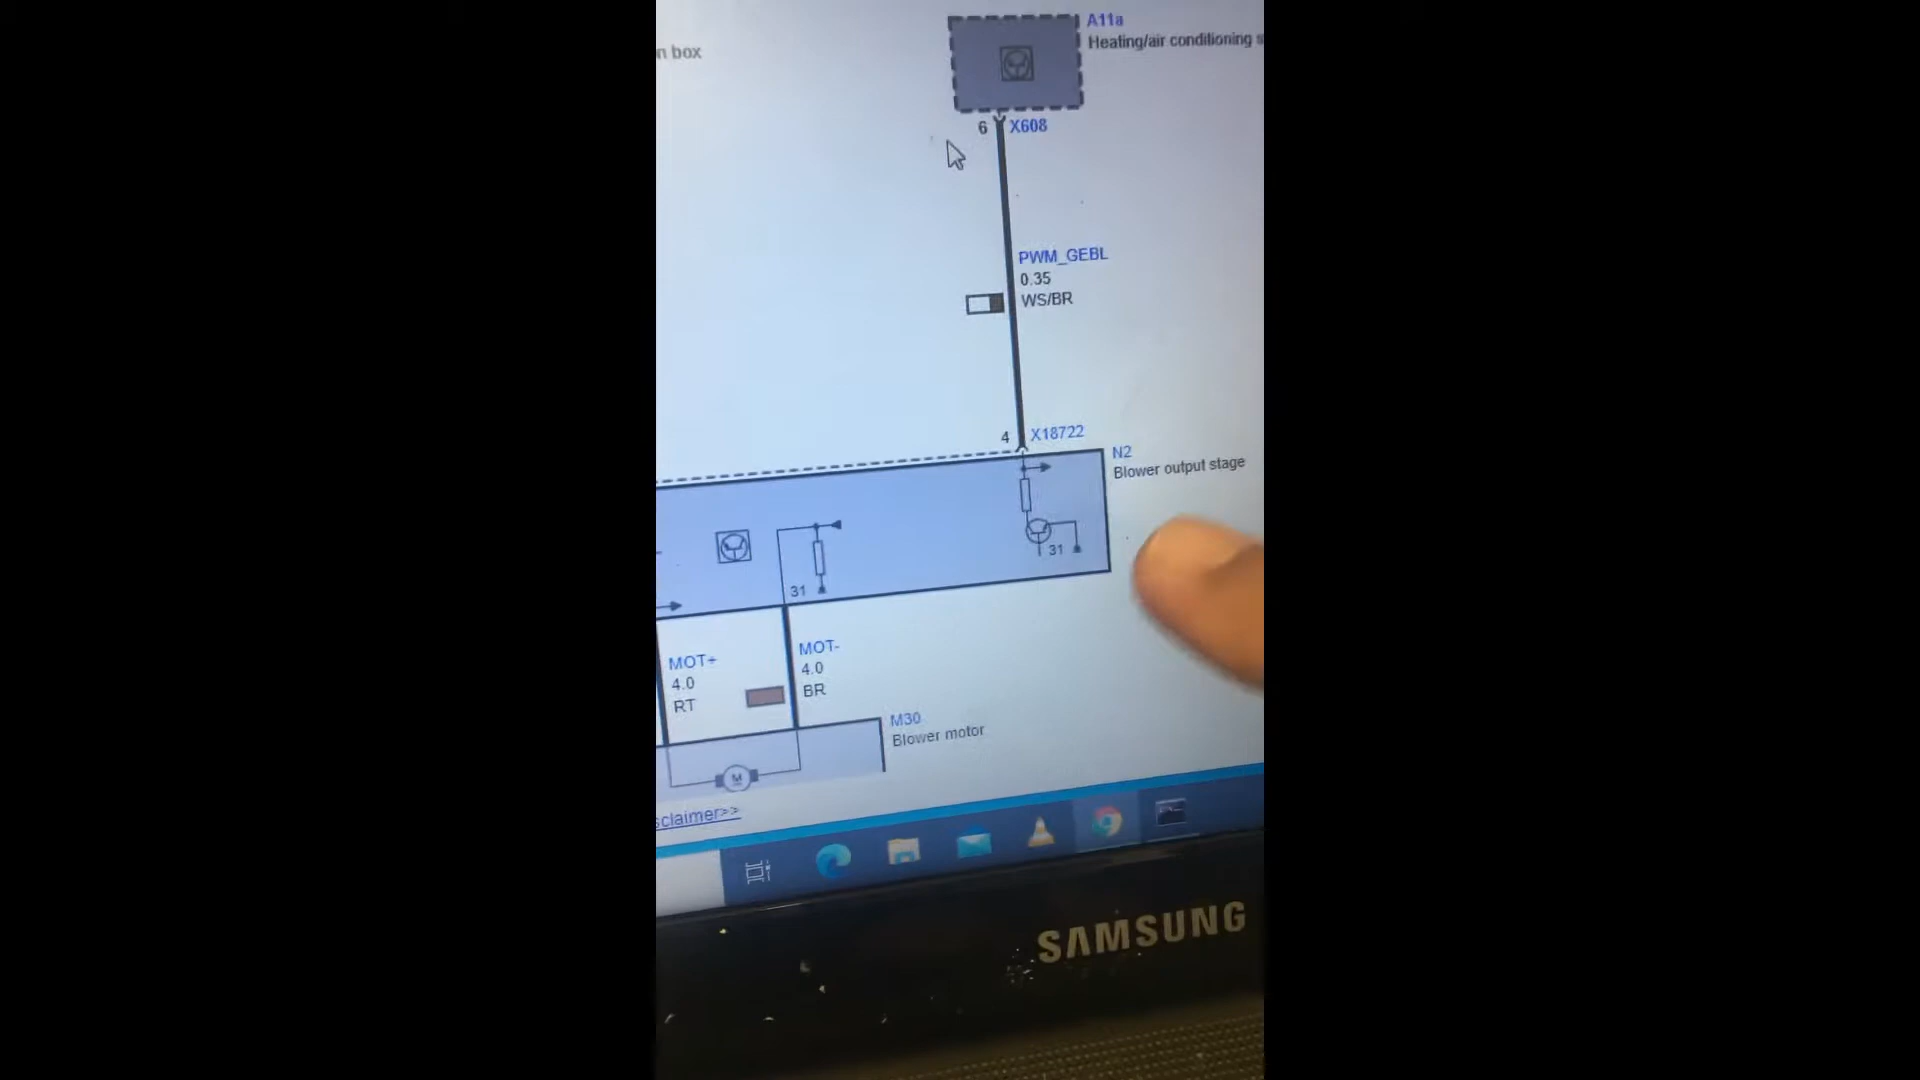 n box
A11a
Heating/air conditioning
6
X608
PWM_GEBL
0.35
WS/BR
4
X18722
N2
Blower output stage
31
31
MOT+
4.0
RT
MOT-
4.0
BR
M30
Blower motor
M
sclaimer>>
SAMSUNG